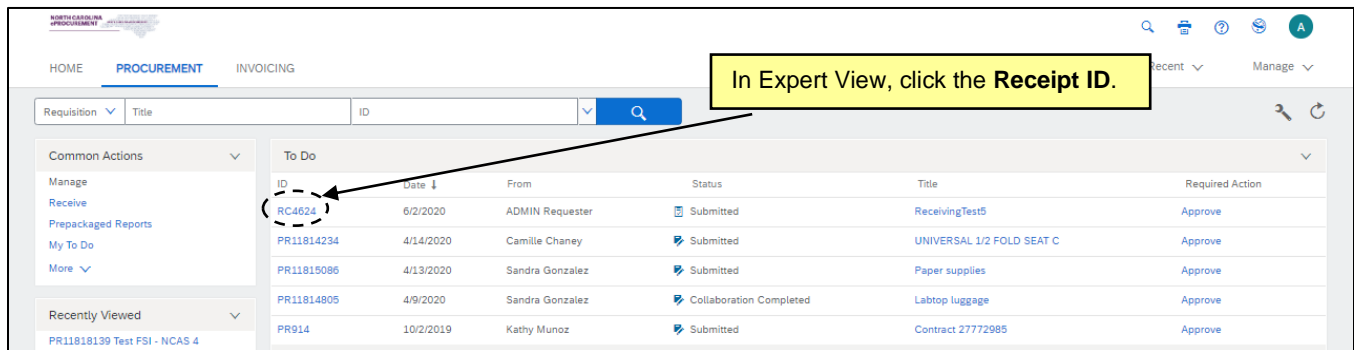 NORTH CAROLINA
ePROCUREMENT
A
HOME PROCUREMENT INVOICING Recent Manage
In Expert View, click the Receipt ID.
Requisition Title ID
Common Actions
Manage
Receive
Prepackaged Reports
My To Do
More
Recently Viewed
PR11818139 Test FSI - NCAS 4
To Do
ID Date ↓ From Status Title Required Action
RC4624 6/2/2020 ADMIN Requester Submitted ReceivingTest5 Approve
PR11814234 4/14/2020 Camille Chaney Submitted UNIVERSAL 1/2 FOLD SEAT C Approve
PR11815086 4/13/2020 Sandra Gonzalez Submitted Paper supplies Approve
PR11814805 4/9/2020 Sandra Gonzalez Collaboration Completed Labtop luggage Approve
PR914 10/2/2019 Kathy Munoz Submitted Contract 27772985 Approve